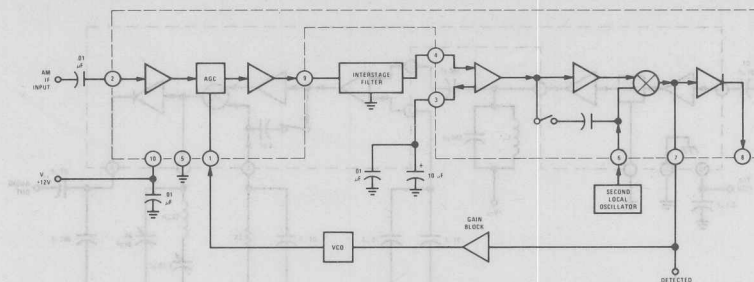 .01
μF
AM
IF
INPUT
2
AGC
9
INTERSTAGE
FILTER
4
3
10
5
1
6
7
8
V
+12V
.01
μF
.01
μF
+
10 μF
SECOND
LOCAL
OSCILLATOR
VCO
GAIN
BLOCK
DETECTED